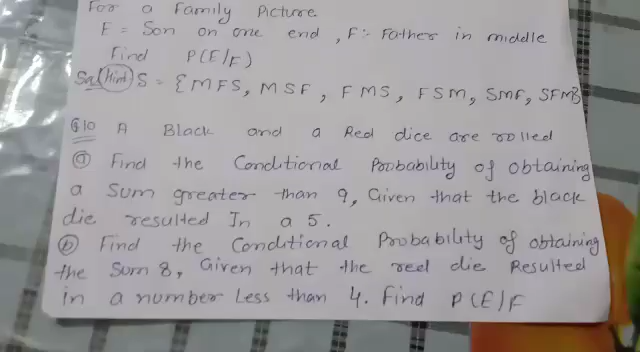 For a Family Picture
E = Son on one end, F :- Father in middle
Find P(E/F)
Sol (Hint) S = {MFS, MSF, FMS, FSM, SMF, SFM}
Q10 A Black and a Red dice are rolled
(a) Find the Conditional Probability of obtaining
a Sum greater than 9, Given that the black
die resulted In a 5.
(b) Find the Conditional Probability of obtaining
the Sum 8, Given that the red die Resulted
in a number Less than 4. Find P(E/F